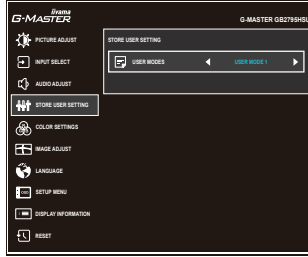 iiyama
G-MASTER
G-MASTER GB2795HSU
PICTURE ADJUST
INPUT SELECT
AUDIO ADJUST
STORE USER SETTING
COLOR SETTINGS
IMAGE ADJUST
LANGUAGE
SETUP MENU
DISPLAY INFORMATION
RESET
STORE USER SETTING
USER MODES
USER MODE 1
OSD